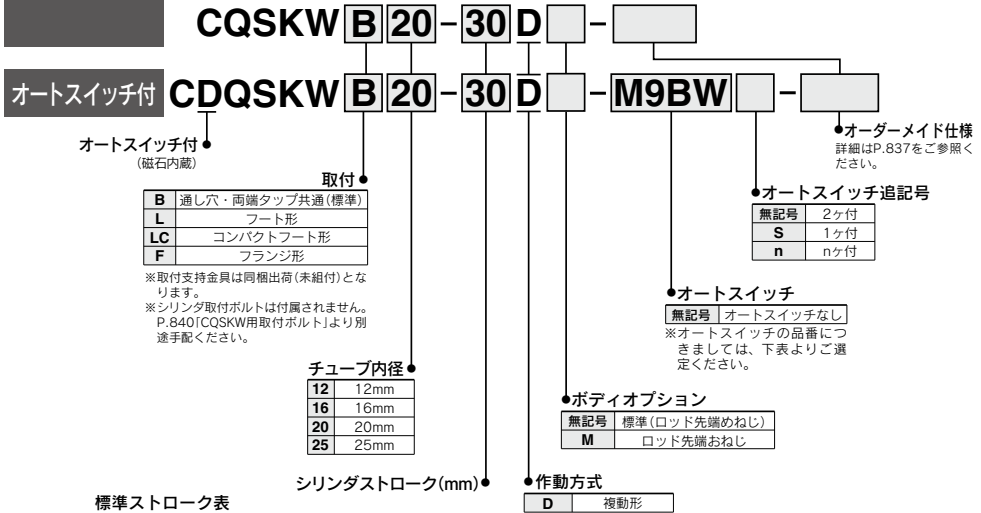 CQSKW B 20-30 D -
オートスイッチ付 CDQSKW B 20-30 D - M9BW -
オートスイッチ付
(磁石内蔵)
取付
B 通し穴・両端タップ共通(標準)
L フート形
LC コンパクトフート形
F フランジ形
※取付支持金具は同梱出荷(未組付)とな
ります。
※シリンダ取付ボルトは付属されません。
P.840「CQSKW用取付ボルト」より別
途手配ください。
チューブ内径
12 12mm
16 16mm
20 20mm
25 25mm
シリンダストローク(mm)
標準ストローク表
作動方式
D 複動形
ボディオプション
無記号 標準(ロッド先端めねじ)
M ロッド先端おねじ
オートスイッチ
無記号 オートスイッチなし
※オートスイッチの品番につ
きましては、下表よりご選
定ください。
オートスイッチ追記号
無記号 2ヶ付
S 1ヶ付
n nヶ付
オーダーメイド仕様
詳細はP.837をご参照く
ださい。